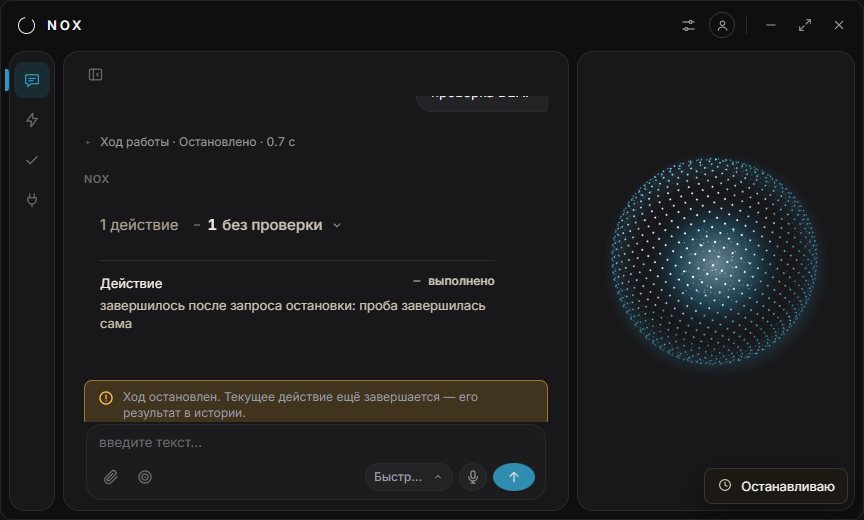 NOX
Ход работы · Остановлено · 0.7 с
NOX
1 действие – 1 без проверки
Действие – выполнено
завершилось после запроса остановки: проба завершилась
сама
Ход остановлен. Текущее действие ещё завершается — его
результат в истории.
введите текст...
Быстр...
Останавливаю